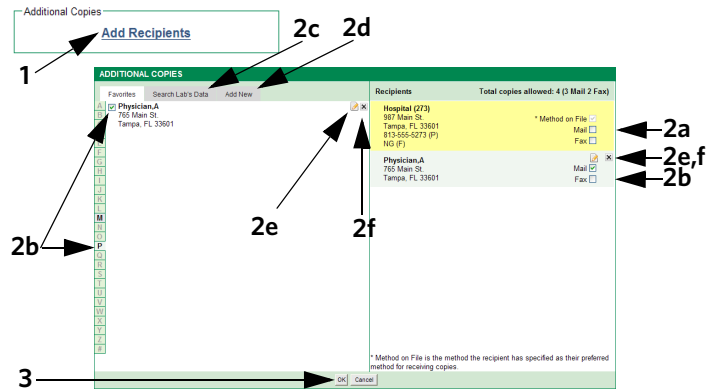 Additional Copies
Add Recipients
1
2c
2d
ADDITIONAL COPIES
Favorites Search Lab's Data Add New
Recipients Total copies allowed: 4 (3 Mail 2 Fax)
A
B
F
G
H
I
J
K
L
M
N
O
P
Q
R
S
T
U
V
W
X
Y
Z
#
Physician,A
765 Main St.
Tampa, FL 33601
Hospital (273)
987 Main St.
Tampa, FL 33601
813-555-5273 (P)
NG (F)
* Method on File
Mail
Fax
2a
Physician,A
765 Main St.
Tampa, FL 33601
Mail
Fax
2e,f
2b
2b
2e
2f
* Method on File is the method the recipient has specified as their preferred
method for receiving copies.
3
OK Cancel